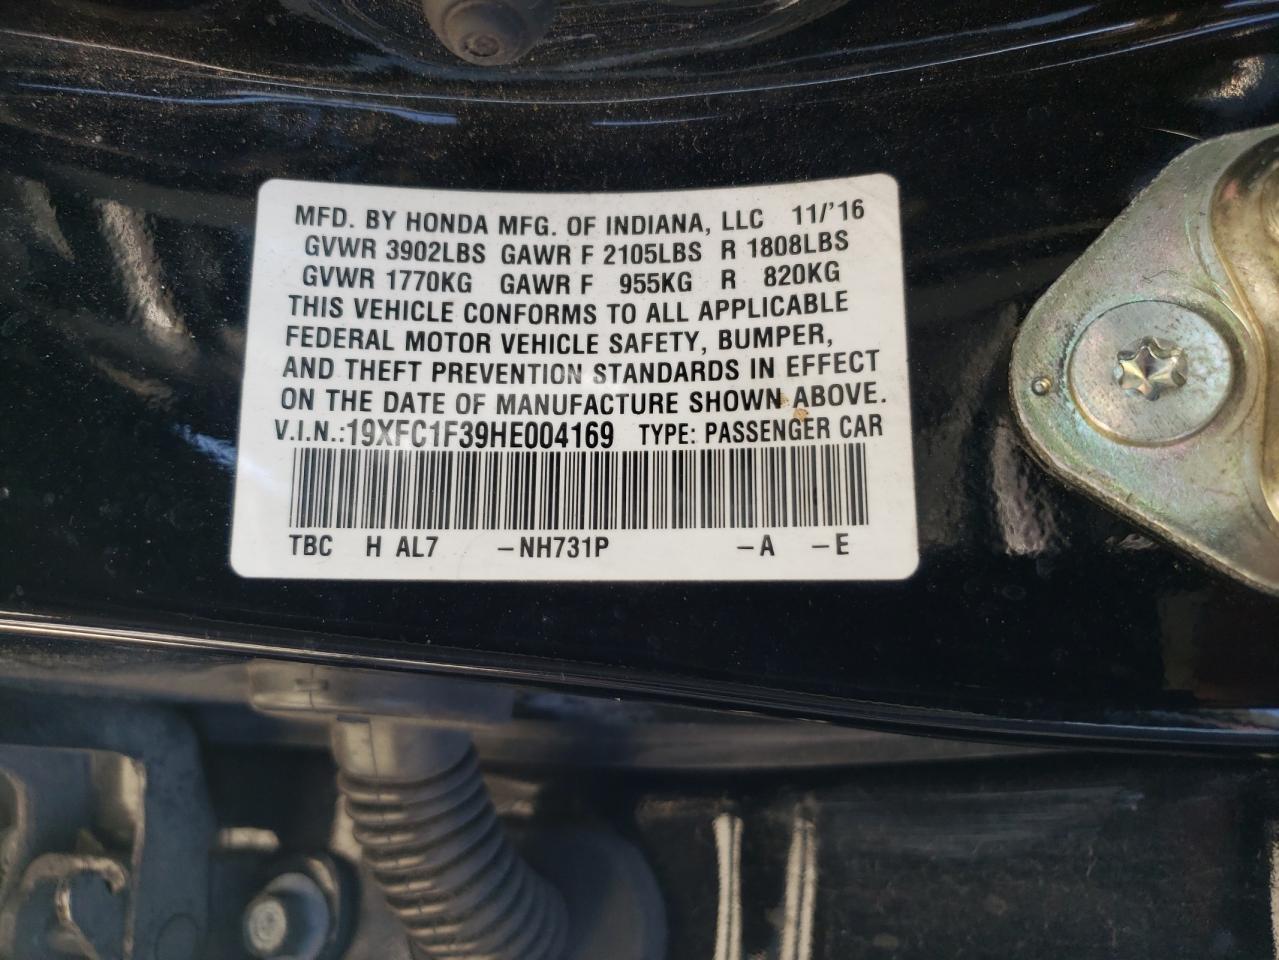 MFD. BY HONDA MFG. OF INDIANA, LLC 11/'16
GVWR 3902LBS GAWR F 2105LBS R 1808LBS
GVWR 1770KG GAWR F 955KG R 820KG
THIS VEHICLE CONFORMS TO ALL APPLICABLE
FEDERAL MOTOR VEHICLE SAFETY, BUMPER,
AND THEFT PREVENTION STANDARDS IN EFFECT
ON THE DATE OF MANUFACTURE SHOWN ABOVE.
V.I.N.:19XFC1F39HE004169 TYPE: PASSENGER CAR
TBC H AL7 -NH731P -A -E